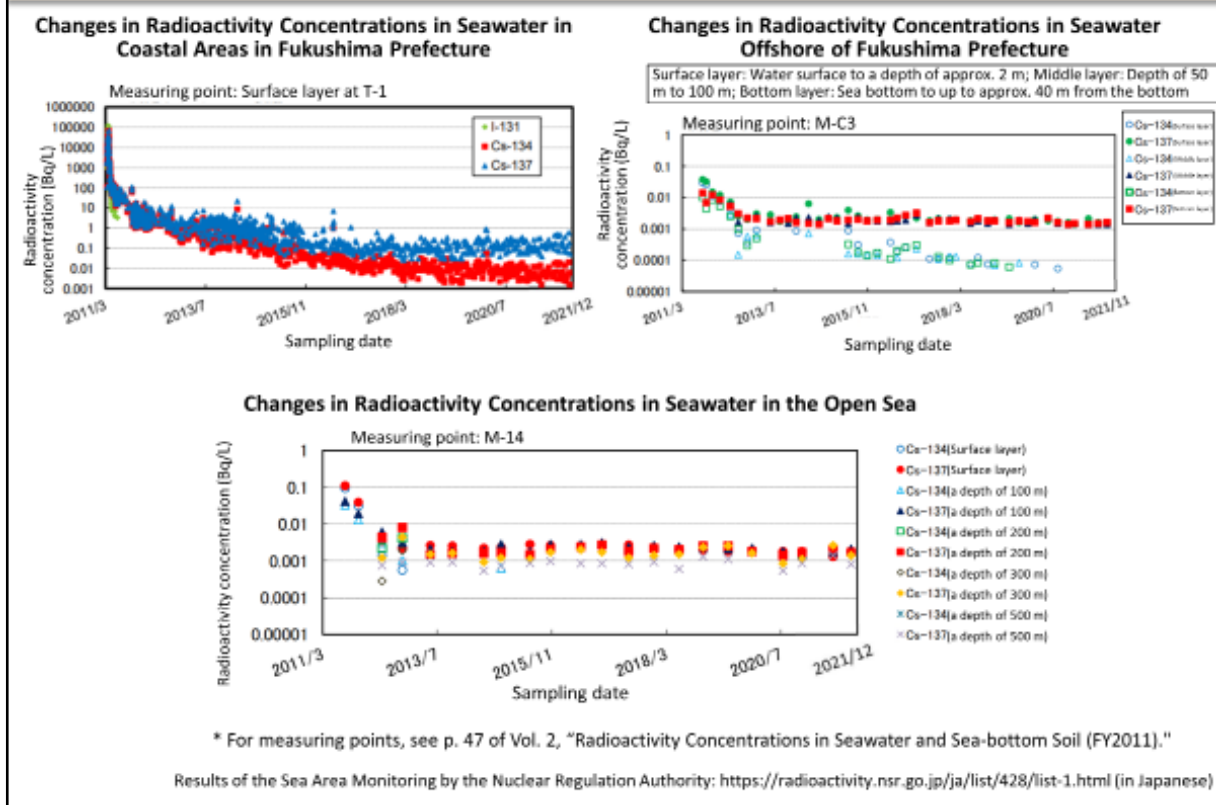 Changes in Radioactivity Concentrations in Seawater in
Coastal Areas in Fukushima Prefecture
Measuring point: Surface layer at T-1
Radioactivity
concentration (Bq/L)
1000000
100000
10000
1000
100
10
1
0.1
0.01
0.001
I-131
Cs-134
Cs-137
2011/3
2013/7
2015/11
2018/3
2020/7
2021/12
Sampling date
Changes in Radioactivity Concentrations in Seawater
Offshore of Fukushima Prefecture
Surface layer: Water surface to a depth of approx. 2 m; Middle layer: Depth of 50
m to 100 m; Bottom layer: Sea bottom to up to approx. 40 m from the bottom
Measuring point: M-C3
Radioactivity
concentration (Bq/L)
1
0.1
0.01
0.001
0.0001
0.00001
Cs-134
Cs-137
Cs-134
Cs-137
Cs-134
Cs-137
2011/3
2013/7
2015/11
2018/3
2020/7
2021/11
Sampling date
Changes in Radioactivity Concentrations in Seawater in the Open Sea
Measuring point: M-14
Radioactivity concentration (Bq/L)
1
0.1
0.01
0.001
0.0001
0.00001
Cs-134(Surface layer)
Cs-137(Surface layer)
Cs-134(a depth of 100 m)
Cs-137(a depth of 100 m)
Cs-134(a depth of 200 m)
Cs-137(a depth of 200 m)
Cs-134(a depth of 300 m)
Cs-137(a depth of 300 m)
Cs-134(a depth of 500 m)
Cs-137(a depth of 500 m)
2011/3
2013/7
2015/11
2018/3
2020/7
2021/12
Sampling date
* For measuring points, see p. 47 of Vol. 2, "Radioactivity Concentrations in Seawater and Sea-bottom Soil (FY2011)."
Results of the Sea Area Monitoring by the Nuclear Regulation Authority: https://radioactivity.nsr.go.jp/ja/list/428/list-1.html (in Japanese)